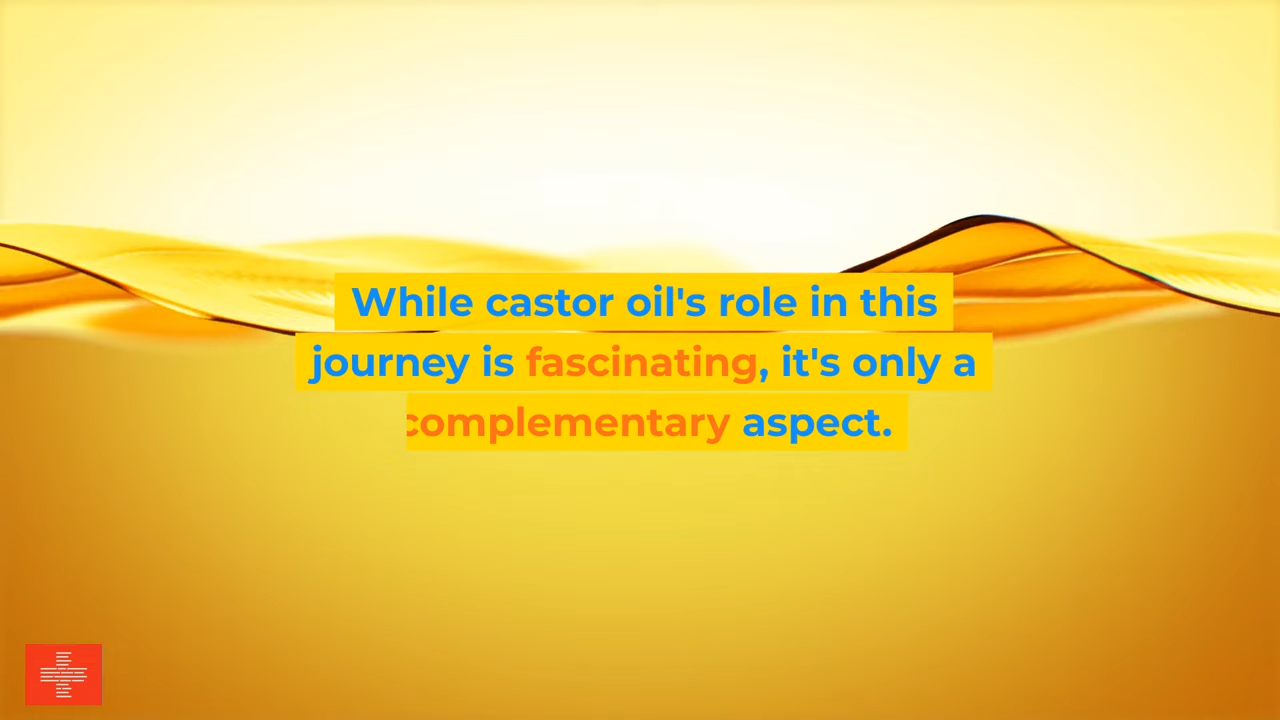 While castor oil's role in this
journey is fascinating, it's only a
complementary aspect.